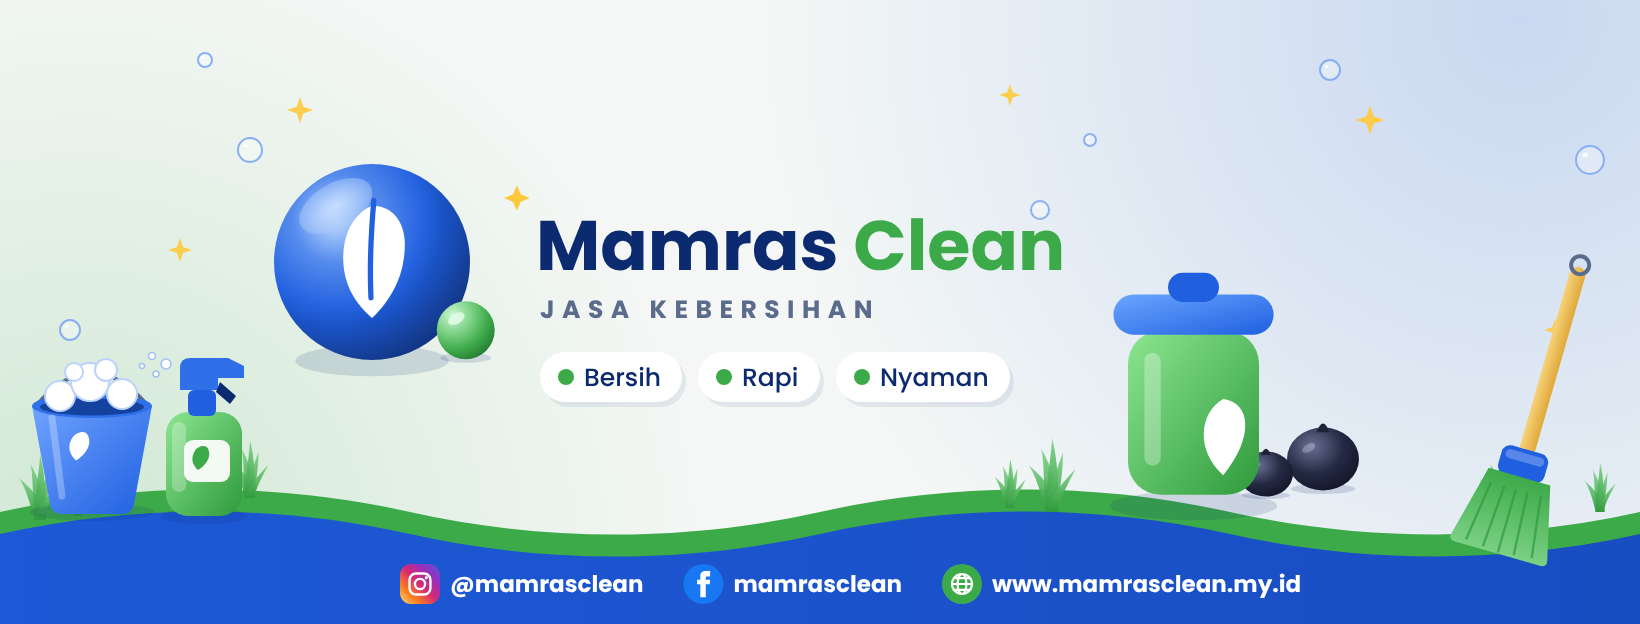 Mamras Clean
JASA KEBERSIHAN
Bersih Rapi Nyaman
@mamrasclean mamrasclean www.mamrasclean.my.id